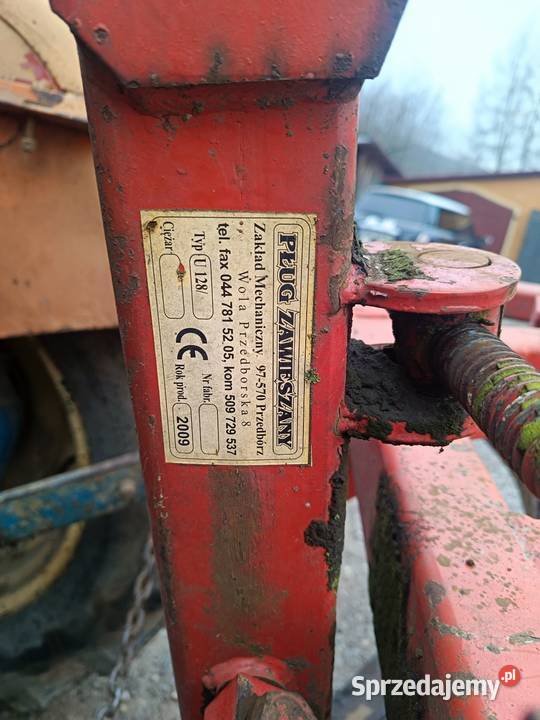 PŁUG ZAWIESZANY
Zakład Mechaniczny 97-570 Przedbórz
Wola Przedborska 8
tel. fax 044 781 52 05, kom 509 729 537
Typ U 128/ Nr fabr.
Ciężar CE Rok prod. 2009
Sprzedajemy.pl